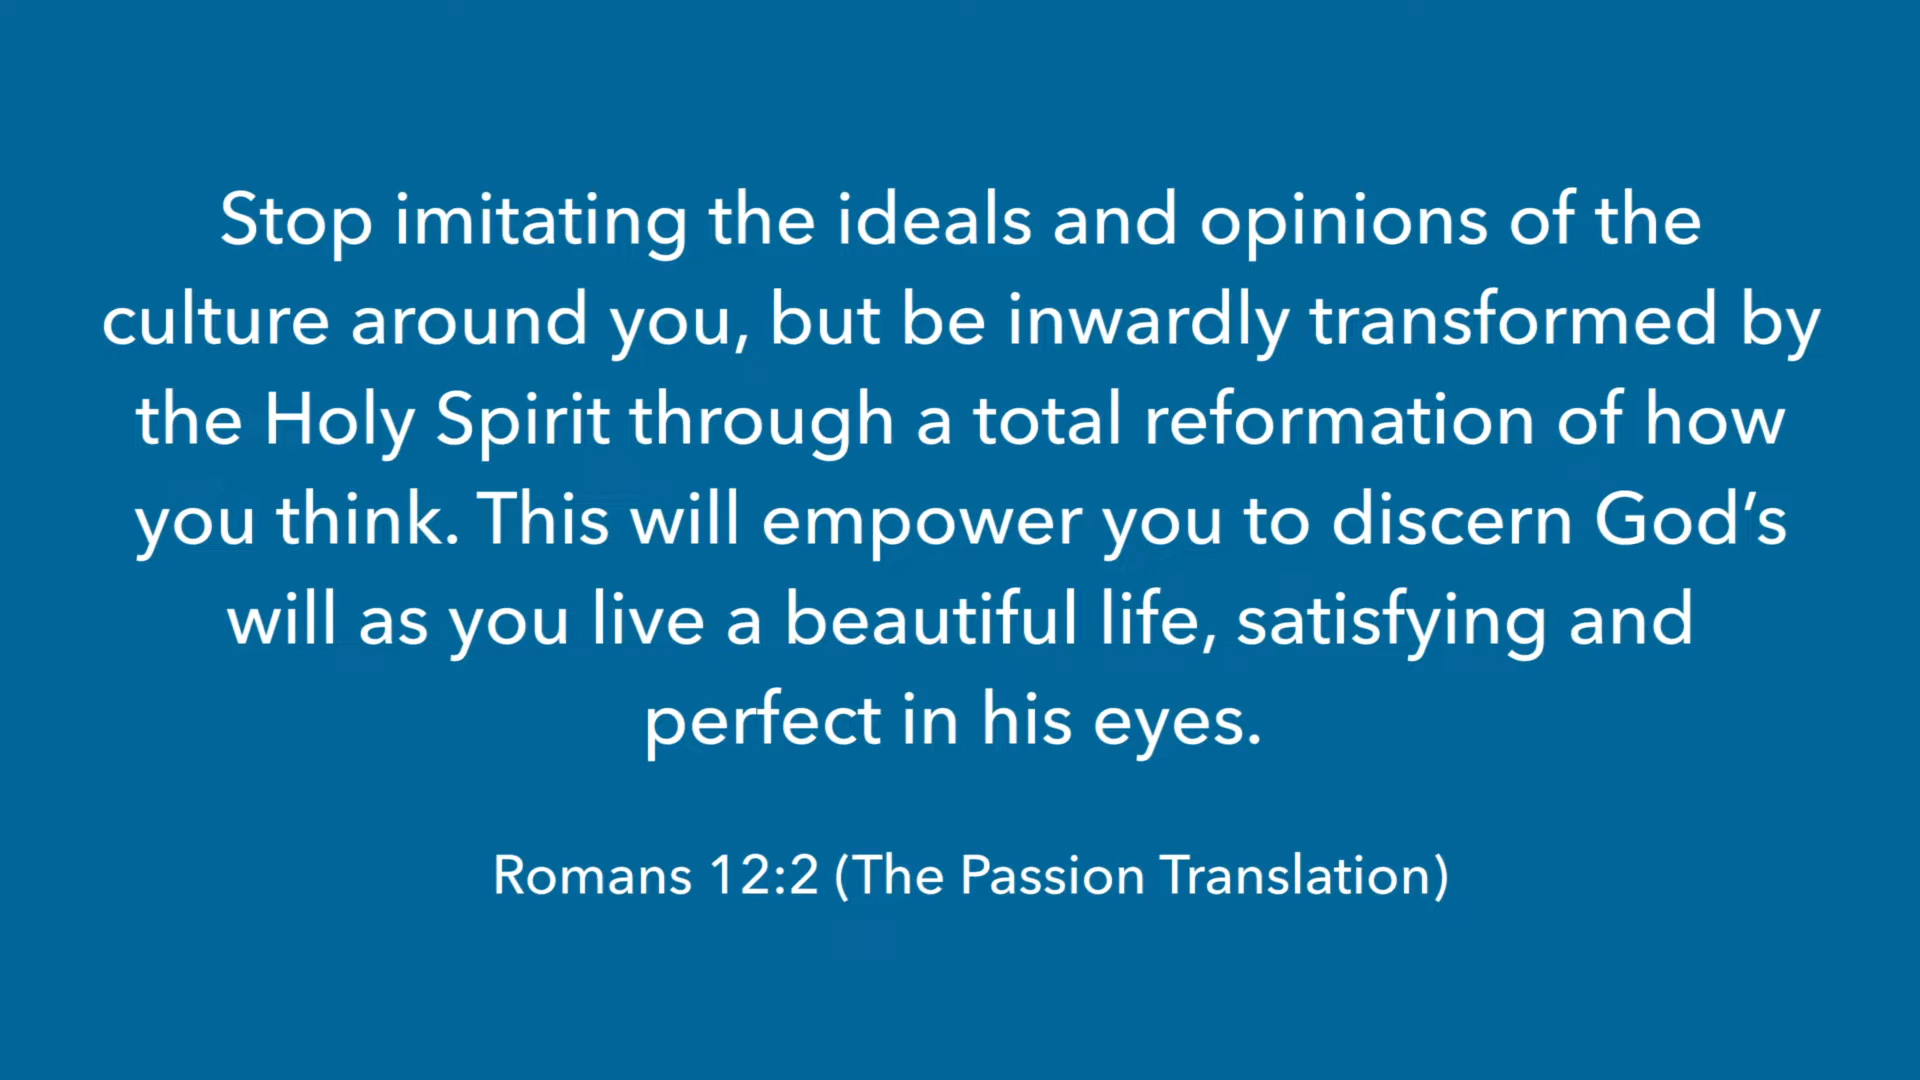 Stop imitating the ideals and opinions of the
culture around you, but be inwardly transformed by
the Holy Spirit through a total reformation of how
you think. This will empower you to discern God’s
will as you live a beautiful life, satisfying and
perfect in his eyes.
Romans 12:2 (The Passion Translation)